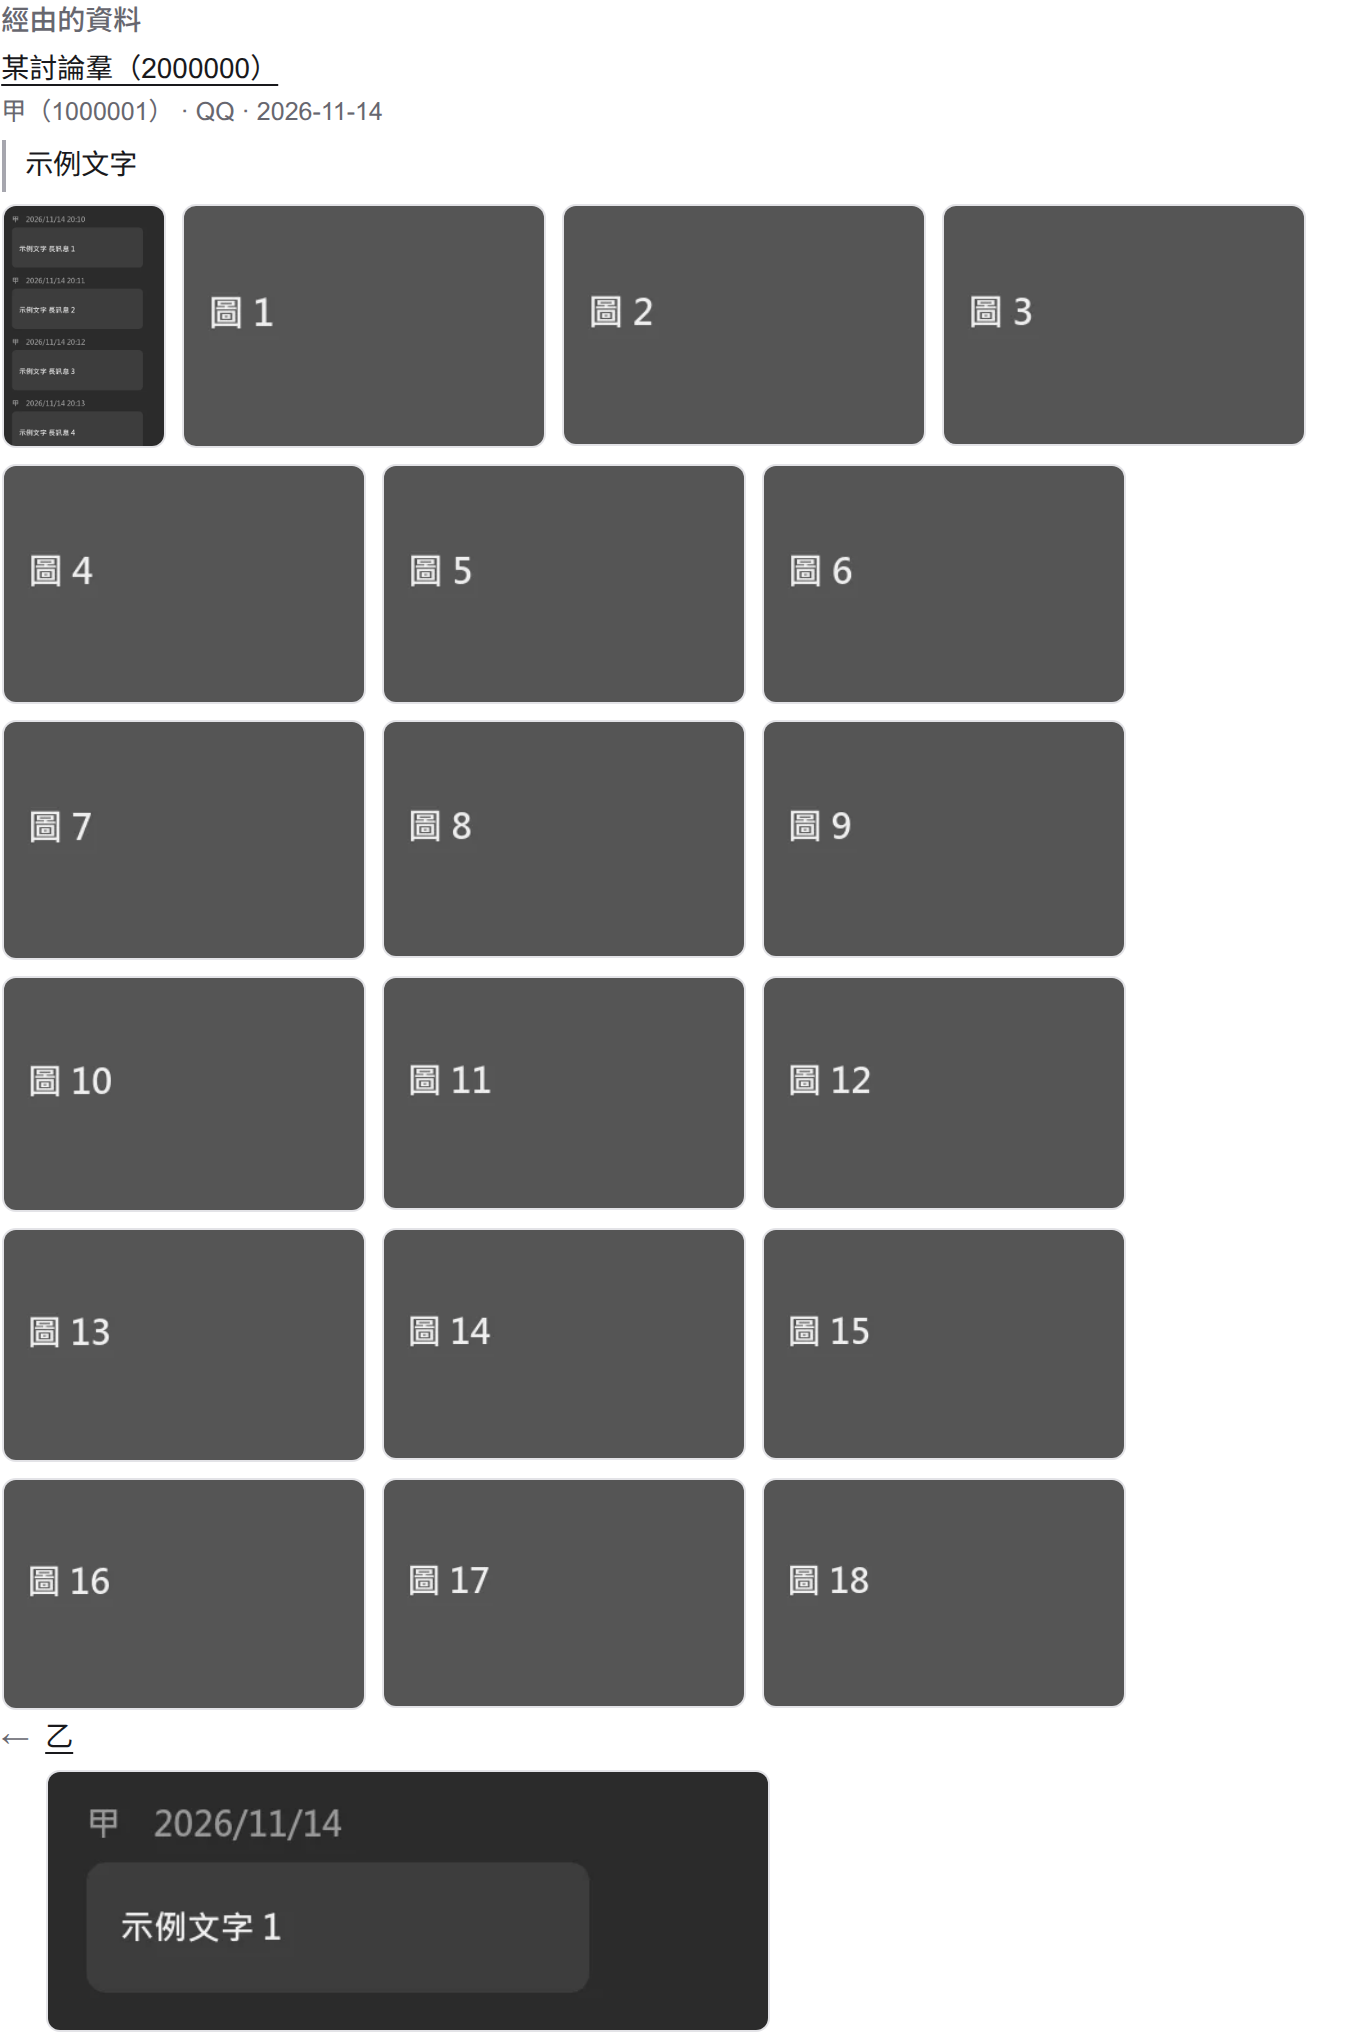 經由的資料
某討論羣（2000000）
甲（1000001） · QQ · 2026-11-14
示例文字
甲 2026/11/14 20:10
示例文字 長訊息 1
甲 2026/11/14 20:11
示例文字 長訊息 2
甲 2026/11/14 20:12
示例文字 長訊息 3
甲 2026/11/14 20:13
示例文字 長訊息 4
圖 1
圖 2
圖 3
圖 4
圖 5
圖 6
圖 7
圖 8
圖 9
圖 10
圖 11
圖 12
圖 13
圖 14
圖 15
圖 16
圖 17
圖 18
← 乙
甲 2026/11/14
示例文字 1